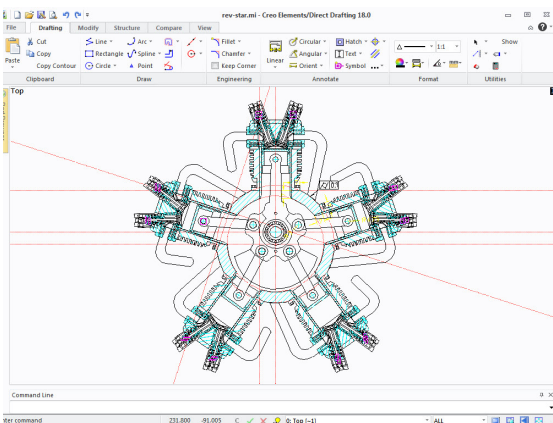 rev-star.mi - Creo Elements/Direct Drafting 18.0
File Drafting Modify Structure Compare View
Paste
Cut
Copy
Copy Contour
Clipboard
Line Arc
Rectangle Spline
Circle Point
Draw
Fillet
Chamfer
Keep Corner
Engineering
Linear
Circular Hatch
Angular Text
Orient Symbol
Annotate
1:1
Format
Show
Utilities
Top
Command Line
nter command 231.800 -91.005 C 0: Top (~1) ALL